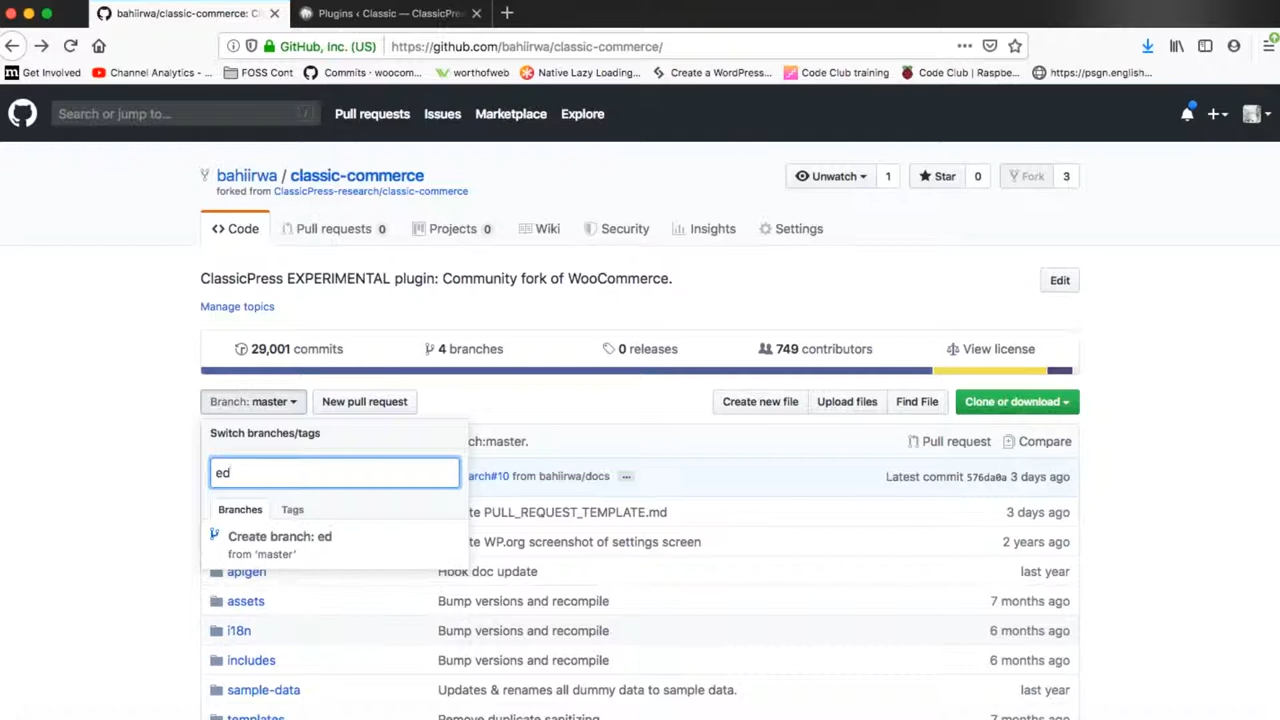 bahiirwa/classic-commerce: C
Plugins ‹ Classic — ClassicPre
GitHub, Inc. (US)
https://github.com/bahiirwa/classic-commerce/
Get Involved
Channel Analytics - ...
FOSS Cont
Commits · woocom...
worthofweb
Native Lazy Loading...
Create a WordPress...
Code Club training
Code Club | Raspbe...
https://psgn.english...
Search or jump to...
/
Pull requests
Issues
Marketplace
Explore
bahiirwa / classic-commerce
forked from ClassicPress-research/classic-commerce
Unwatch 1
Star 0
Fork 3
Code
Pull requests 0
Projects 0
Wiki
Security
Insights
Settings
ClassicPress EXPERIMENTAL plugin: Community fork of WooCommerce.
Edit
Manage topics
29,001 commits
4 branches
0 releases
749 contributors
View license
Branch: master
New pull request
Create new file
Upload files
Find File
Clone or download
Switch branches/tags
ch:master.
Pull request
Compare
ed
arch#10 from bahiirwa/docs ...
Latest commit 576da0a 3 days ago
Branches
Tags
te PULL_REQUEST_TEMPLATE.md
3 days ago
Create branch: ed
from 'master'
te WP.org screenshot of settings screen
2 years ago
apigen
Hook doc update
last year
assets
Bump versions and recompile
7 months ago
i18n
Bump versions and recompile
6 months ago
includes
Bump versions and recompile
6 months ago
sample-data
Updates & renames all dummy data to sample data.
last year
templates
Remove duplicate sanitizing
7 months ago